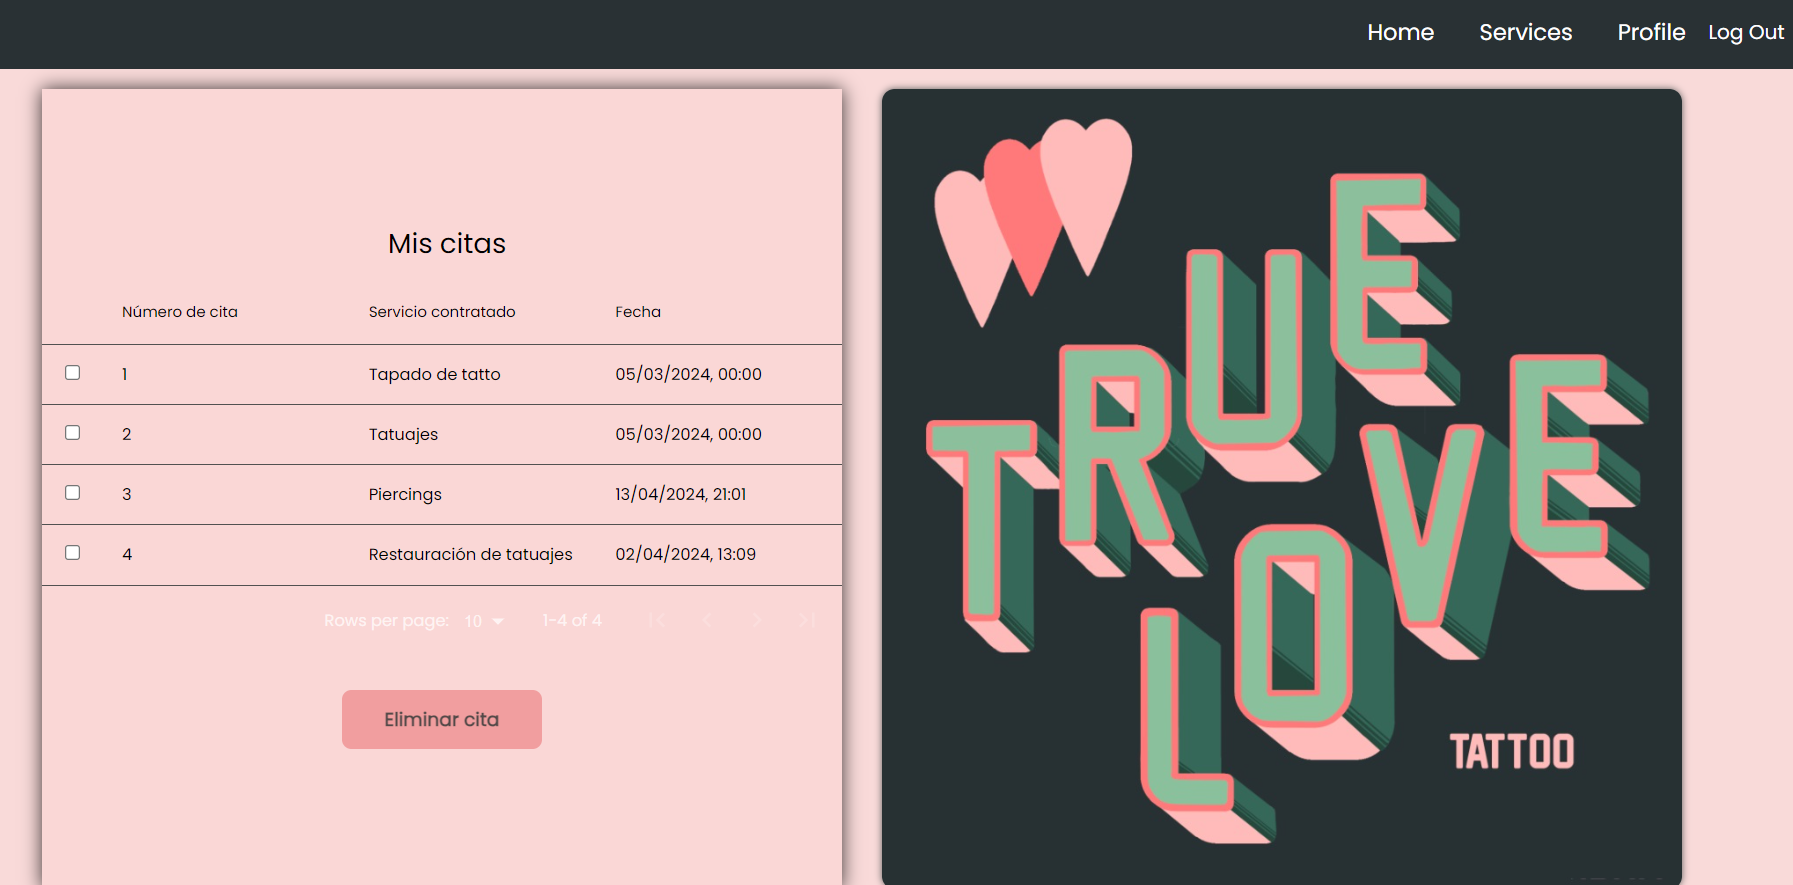 Home Services Profile Log Out
Mis citas
Número de cita Servicio contratado Fecha
1 Tapado de tatto 05/03/2024, 00:00
2 Tatuajes 05/03/2024, 00:00
3 Piercings 13/04/2024, 21:01
4 Restauración de tatuajes 02/04/2024, 13:09
Rows per page: 10 1-4 of 4
Eliminar cita
TRUE
LOVE
TATTOO